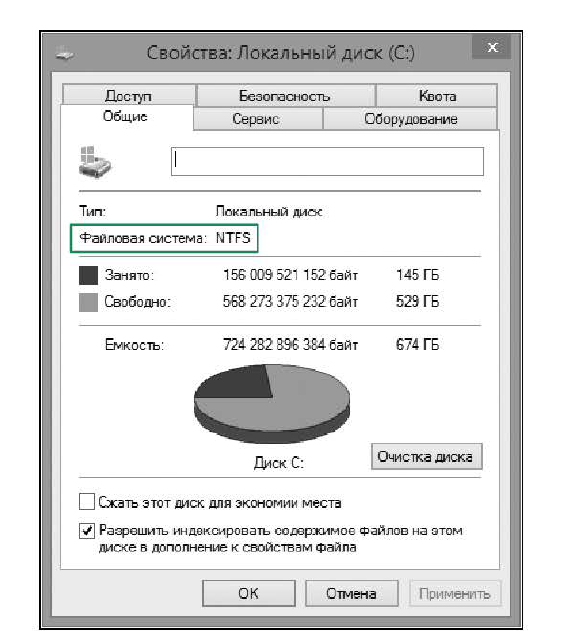 Свойства: Локальный диск (C:)
x
Доступ Безопасность Квота
Общие Сервис Оборудование
Тип: Локальный диск
Файловая система: NTFS
Занято: 156 009 521 152 байт 145 ГБ
Свободно: 568 273 375 232 байт 529 ГБ
Емкость: 724 282 896 384 байт 674 ГБ
Диск C:
Очистка диска
Сжать этот диск для экономии места
Разрешить индексировать содержимое файлов на этом
диске в дополнение к свойствам файла
OK Отмена Применить